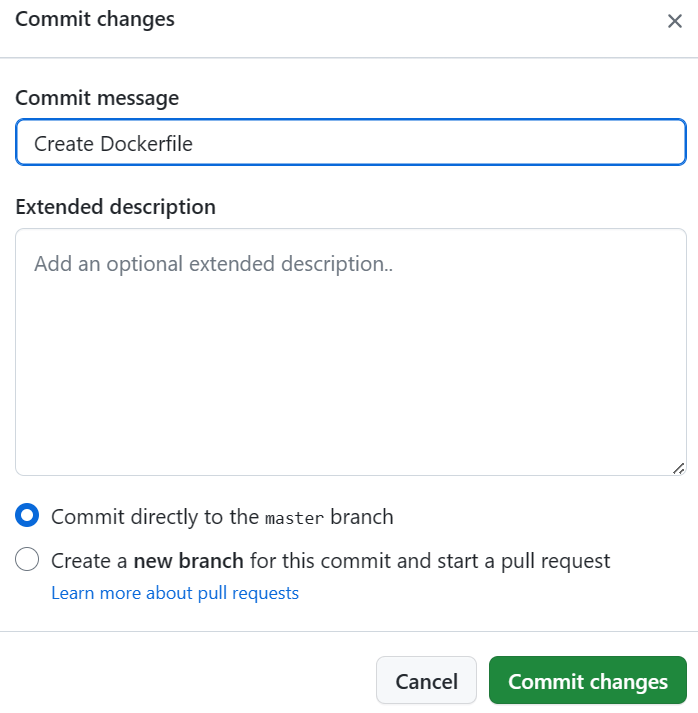 Commit changes
Commit message
Create Dockerfile
Extended description
Add an optional extended description..
Commit directly to the master branch
Create a new branch for this commit and start a pull request
Learn more about pull requests
Cancel
Commit changes